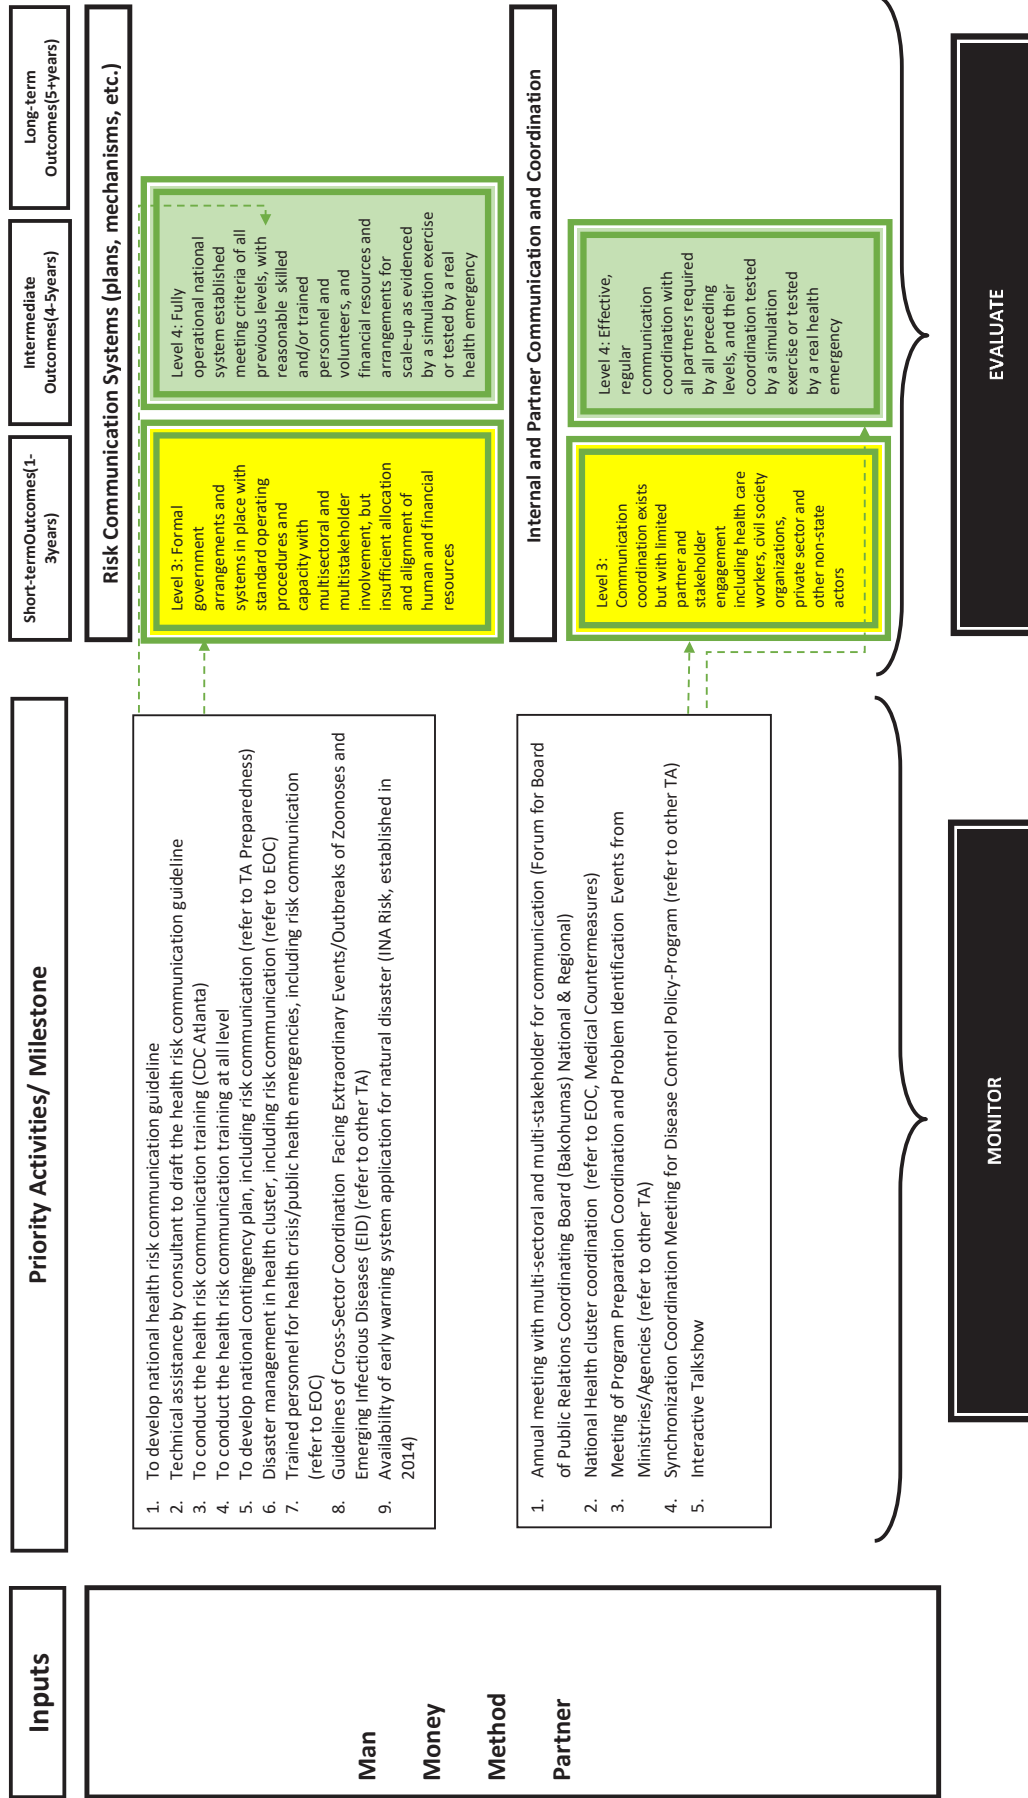 Inputs
Priority Activities/ Milestone
Short-termOutcomes(1-
3years)
Intermediate
Outcomes(4-5years)
Long-term
Outcomes(5+years)
Man
Money
Method
Partner
Risk Communication Systems (plans, mechanisms, etc.)
1. To develop national health risk communication guideline
2. Technical assistance by consultant to draft the health risk communication guideline
3. To conduct the health risk communication training (CDC Atlanta)
4. To conduct the health risk communication training at all level
5. To develop national contingency plan, including risk communication (refer to TA Preparedness)
6. Disaster management in health cluster, including risk communication (refer to EOC)
7. Trained personnel for health crisis/public health emergencies, including risk communication
(refer to EOC)
8. Guidelines of Cross-Sector Coordination Facing Extraordinary Events/Outbreaks of Zoonoses and
Emerging Infectious Diseases (EID) (refer to other TA)
9. Availability of early warning system application for natural disaster (INA Risk, established in
2014)
Level 3: Formal
government
arrangements and
systems in place with
standard operating
procedures and
capacity with
multisectoral and
multistakeholder
involvement, but
insufficient allocation
and alignment of
human and financial
resources
Level 4: Fully
operational national
system established
meeting criteria of all
previous levels, with
reasonable skilled
and/or trained
personnel and
volunteers, and
financial resources and
arrangements for
scale-up as evidenced
by a simulation exercise
or tested by a real
health emergency
Internal and Partner Communication and Coordination
1. Annual meeting with multi-sectoral and multi-stakeholder for communication (Forum for Board
of Public Relations Coordinating Board (Bakohumas) National & Regional)
2. National Health cluster coordination (refer to EOC, Medical Countermeasures)
3. Meeting of Program Preparation Coordination and Problem Identification Events from
Ministries/Agencies (refer to other TA)
4. Synchronization Coordination Meeting for Disease Control Policy-Program (refer to other TA)
5. Interactive Talkshow
Level 3:
Communication
coordination exists
but with limited
partner and
stakeholder
engagement
including health care
workers, civil society
organizations,
private sector and
other non-state
actors
Level 4: Effective,
regular
communication
coordination with
all partners required
by all preceding
levels, and their
coordination tested
by a simulation
exercise or tested
by a real health
emergency
MONITOR
EVALUATE